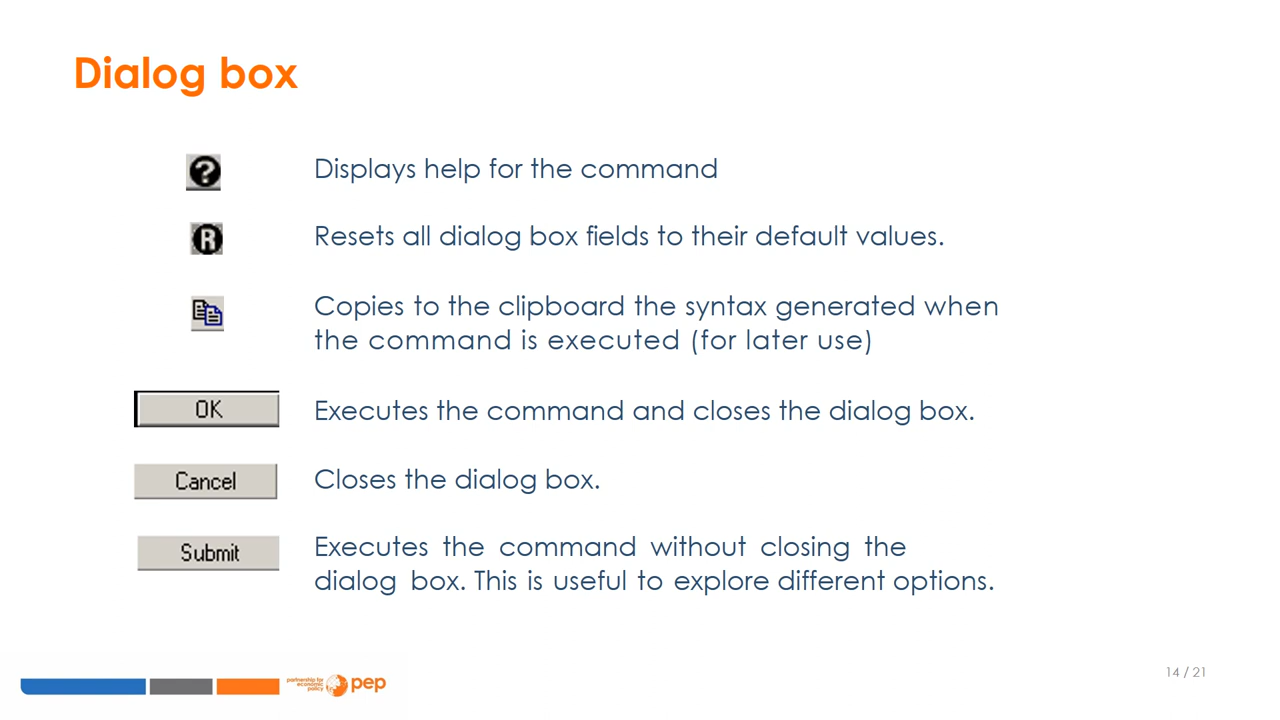 Dialog box
?
Displays help for the command
R
Resets all dialog box fields to their default values.
Copies to the clipboard the syntax generated when
the command is executed (for later use)
OK
Executes the command and closes the dialog box.
Cancel
Closes the dialog box.
Submit
Executes the command without closing the
dialog box. This is useful to explore different options.
partnership for
economic
policy
pep
14 / 21